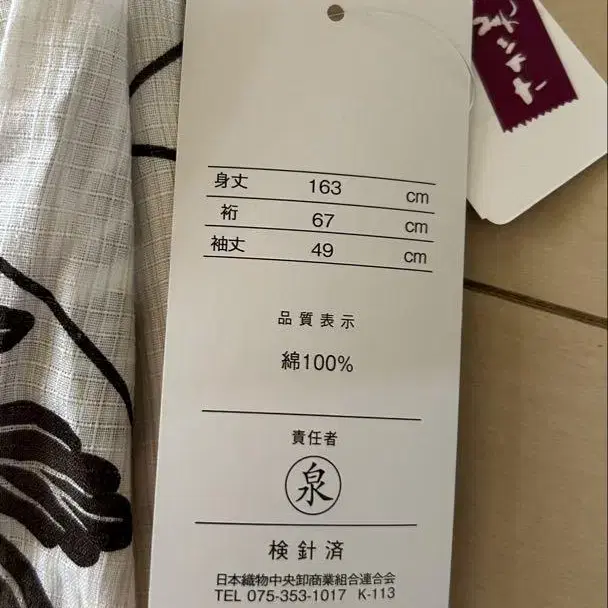 身丈 163 cm
裄 67 cm
袖丈 49 cm
品質表示
綿100%
責任者
泉
検針済
日本織物中央卸商業組合連合会
TEL 075-353-1017 K-113